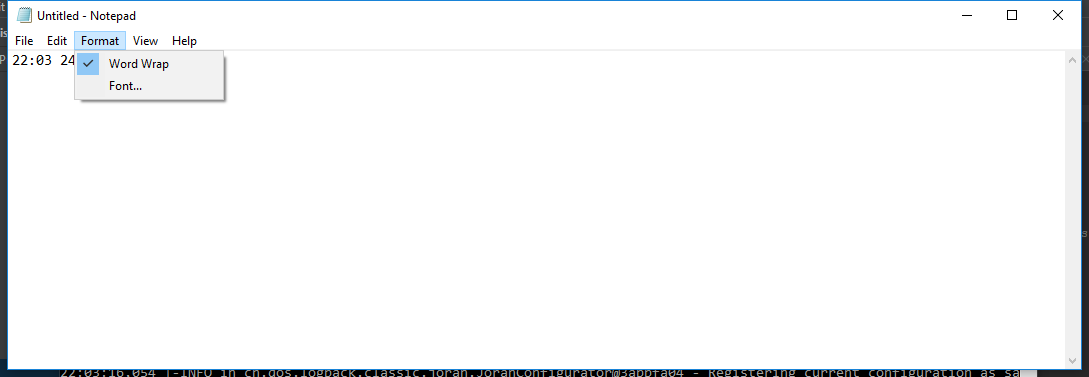 Untitled - Notepad
File Edit Format View Help
22:03 24
Word Wrap
Font...
22:03:16.054 |-INFO in ch.qos.logback.classic.joran.JoranConfigurator@3abbfa04 - Registering current configuration as sa